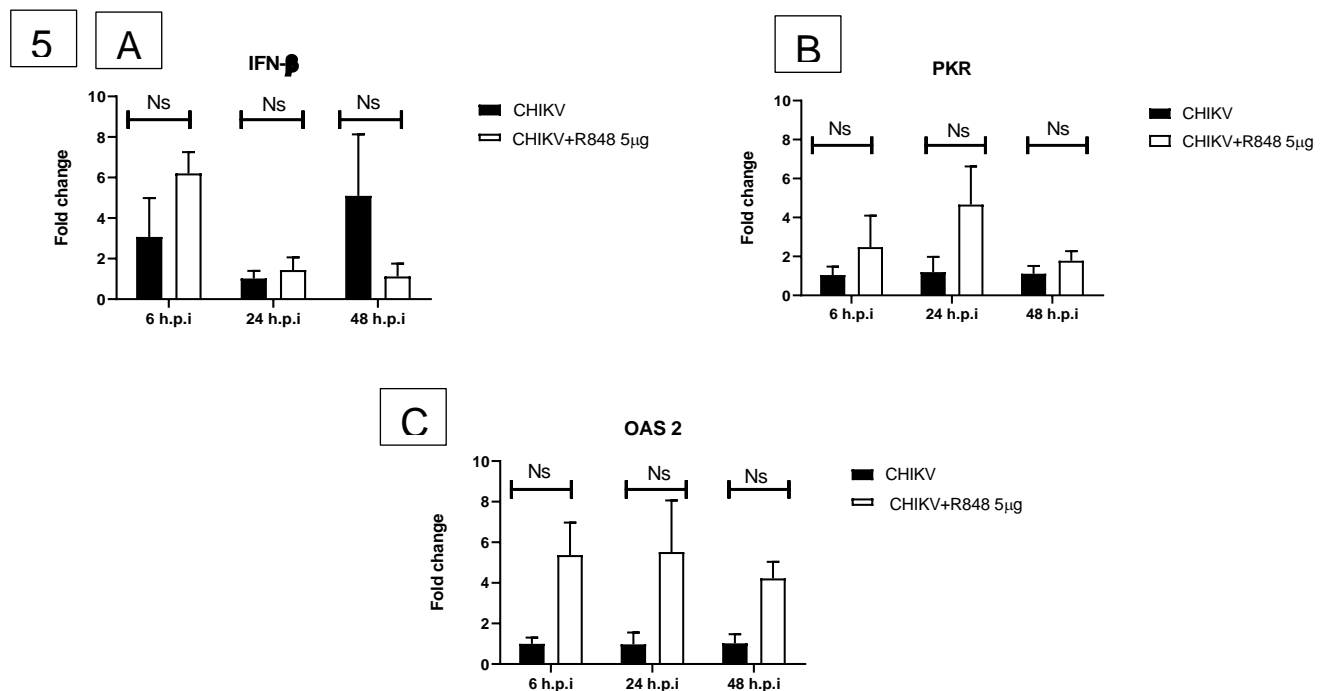 5
A
IFN-β
Fold change
10
8
6
4
2
0
Ns
Ns
Ns
6 h.p.i
24 h.p.i
48 h.p.i
CHIKV
CHIKV+R848 5µg
B
PKR
Fold change
10
8
6
4
2
0
Ns
Ns
Ns
6 h.p.i
24 h.p.i
48 h.p.i
CHIKV
CHIKV+R848 5µg
C
OAS 2
Fold change
10
8
6
4
2
0
Ns
Ns
Ns
6 h.p.i
24 h.p.i
48 h.p.i
CHIKV
CHIKV+R848 5µg